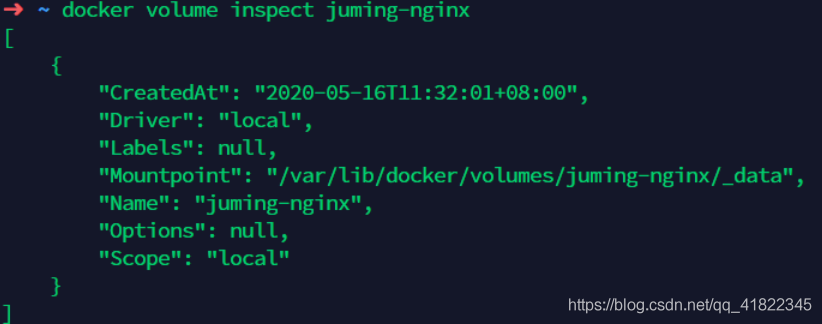 ➜ ~ docker volume inspect juming-nginx
[
    {
        "CreatedAt": "2020-05-16T11:32:01+08:00",
        "Driver": "local",
        "Labels": null,
        "Mountpoint": "/var/lib/docker/volumes/juming-nginx/_data",
        "Name": "juming-nginx",
        "Options": null,
        "Scope": "local"
    }
]
https://blog.csdn.net/qq_41822345